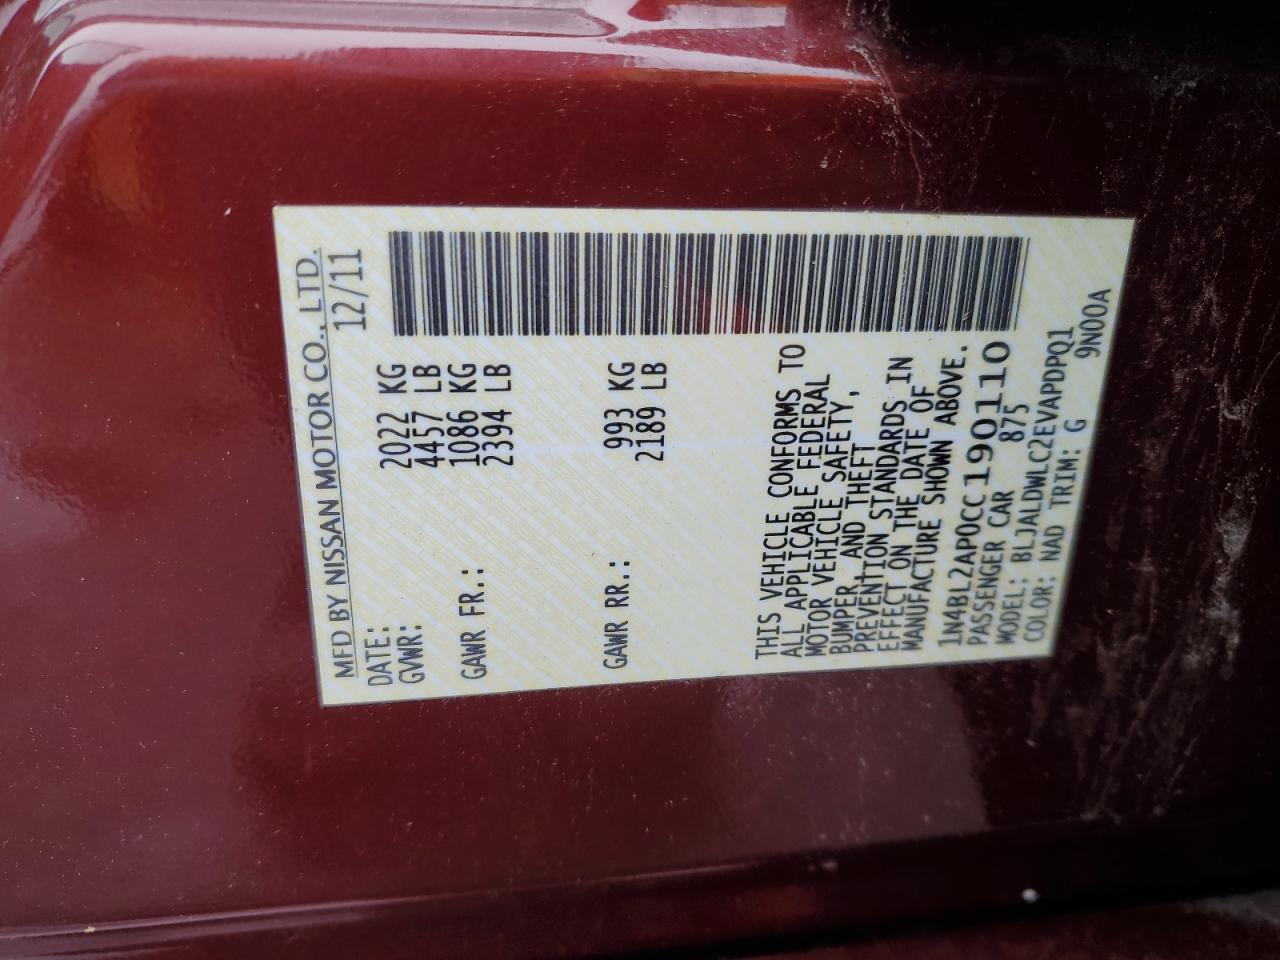 MFD BY NISSAN MOTOR CO., LTD.
DATE: 12/11
GVWR: 2022 KG
4457 LB
GAWR FR.: 1086 KG
2394 LB
GAWR RR.: 993 KG
2189 LB
THIS VEHICLE CONFORMS TO
ALL APPLICABLE FEDERAL
MOTOR VEHICLE SAFETY,
BUMPER, AND THEFT
PREVENTION STANDARDS IN
EFFECT ON THE DATE OF
MANUFACTURE SHOWN ABOVE.
1N4BL2AP0CC190110
PASSENGER CAR 875
MODEL: BLJALDWLC2EVAPDPQ1
COLOR: NAD TRIM: G 9N00A